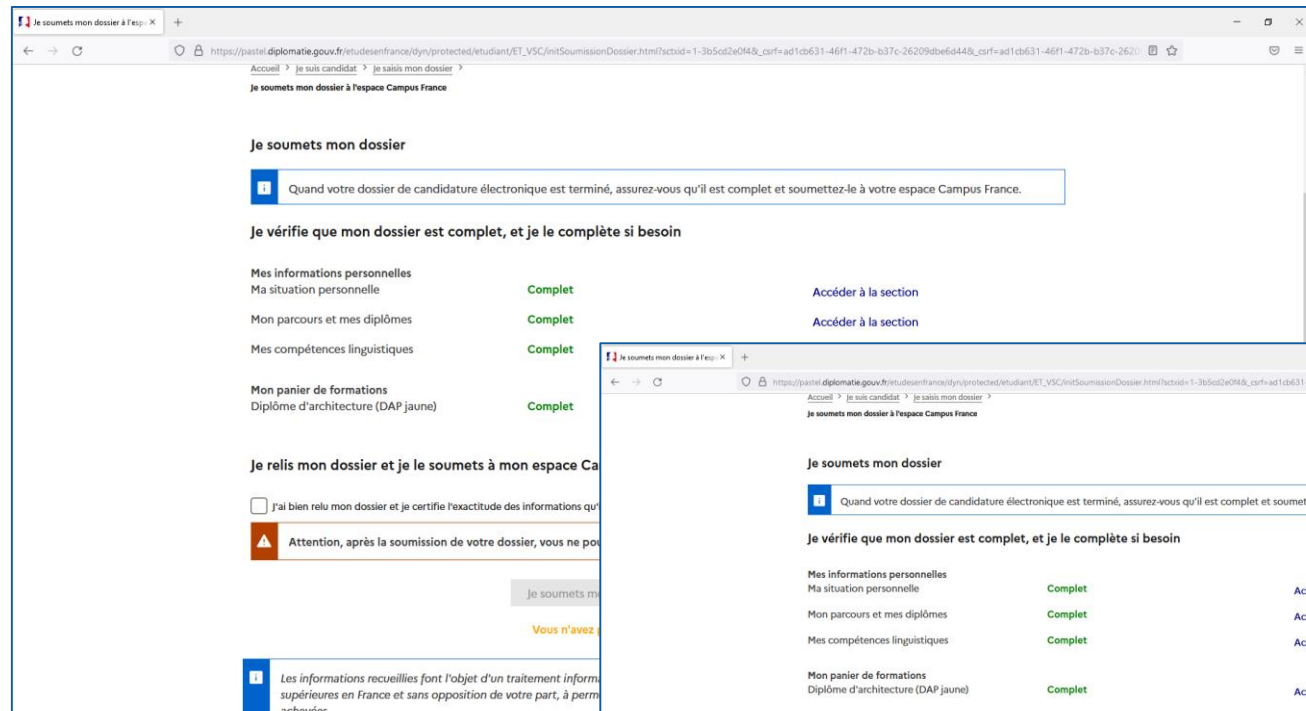 Je soumets mon dossier à l'esp
https://pastel.diplomatie.gouv.fr/etudesenfrance/dyn/protected/etudiant/ET_VSC/initSoumissionDossier.html?sctxid=1-3b5cd2e0f4&_csrf=ad1cb631-46f1-472b-b37c-26209dbe6d44&_csrf=ad1cb631-46f1-472b-b37c-262
Accueil > Je suis candidat > Je saisis mon dossier >
Je soumets mon dossier à l'espace Campus France
Je soumets mon dossier
Quand votre dossier de candidature électronique est terminé, assurez-vous qu'il est complet et soumettez-le à votre espace Campus France.
Je vérifie que mon dossier est complet, et je le complète si besoin
Mes informations personnelles
Ma situation personnelle Complet Accéder à la section
Mon parcours et mes diplômes Complet Accéder à la section
Mes compétences linguistiques Complet
Mon panier de formations
Diplôme d'architecture (DAP jaune) Complet
Je relis mon dossier et je le soumets à mon espace Ca
J'ai bien relu mon dossier et je certifie l'exactitude des informations qu'
Attention, après la soumission de votre dossier, vous ne pou
Je soumets m
Vous n'avez
Les informations recueillies font l'objet d'un traitement inform
supérieures en France et sans opposition de votre part, à perm
achevées
Je soumets mon dossier à l'esp
https://pastel.diplomatie.gouv.fr/etudesenfrance/dyn/protected/etudiant/ET_VSC/initSoumissionDossier.html?sctxid=1-3b5cd2e0f4&_csrf=ad1cb631
Accueil > Je suis candidat > Je saisis mon dossier >
Je soumets mon dossier à l'espace Campus France
Je soumets mon dossier
Quand votre dossier de candidature électronique est terminé, assurez-vous qu'il est complet et soumet
Je vérifie que mon dossier est complet, et je le complète si besoin
Mes informations personnelles
Ma situation personnelle Complet Ac
Mon parcours et mes diplômes Complet Ac
Mes compétences linguistiques Complet Ac
Mon panier de formations
Diplôme d'architecture (DAP jaune) Complet Ac